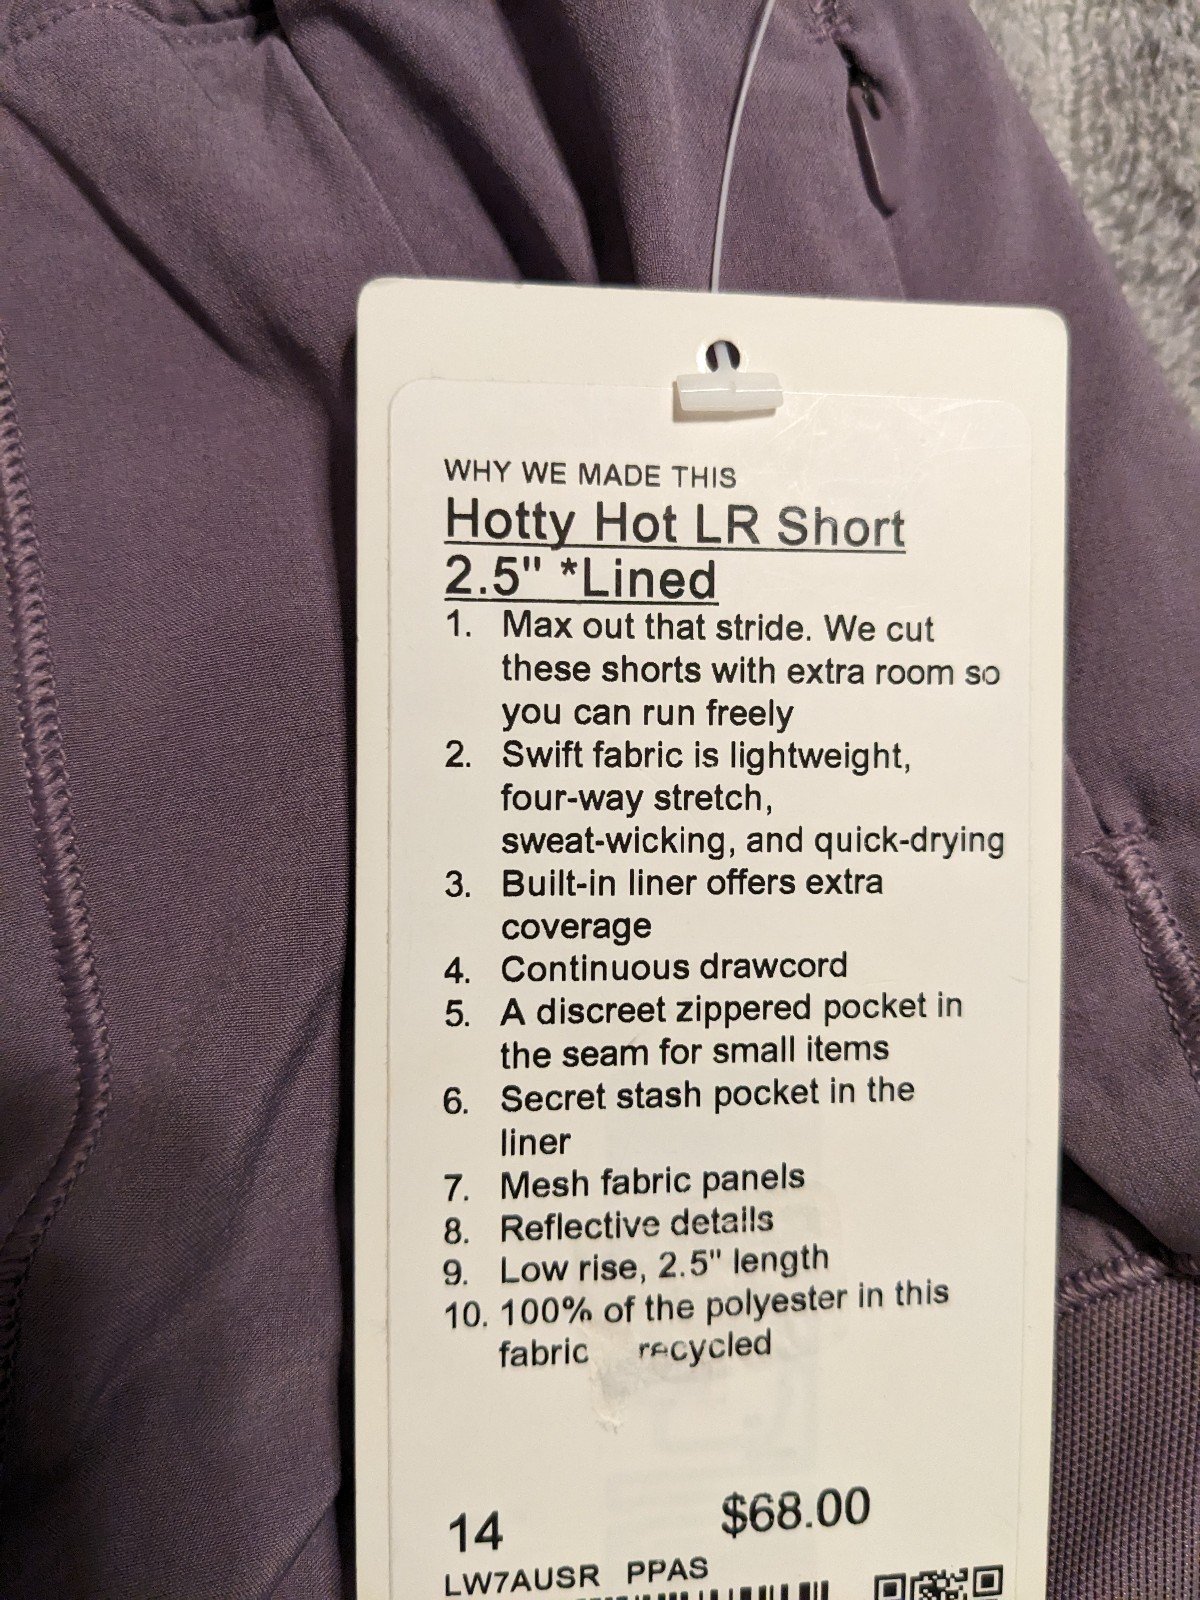 WHY WE MADE THIS
Hotty Hot LR Short
2.5" *Lined
1. Max out that stride. We cut
these shorts with extra room so
you can run freely
2. Swift fabric is lightweight,
four-way stretch,
sweat-wicking, and quick-drying
3. Built-in liner offers extra
coverage
4. Continuous drawcord
5. A discreet zippered pocket in
the seam for small items
6. Secret stash pocket in the
liner
7. Mesh fabric panels
8. Reflective details
9. Low rise, 2.5" length
10. 100% of the polyester in this
fabric recycled
14 $68.00
LW7AUSR PPAS